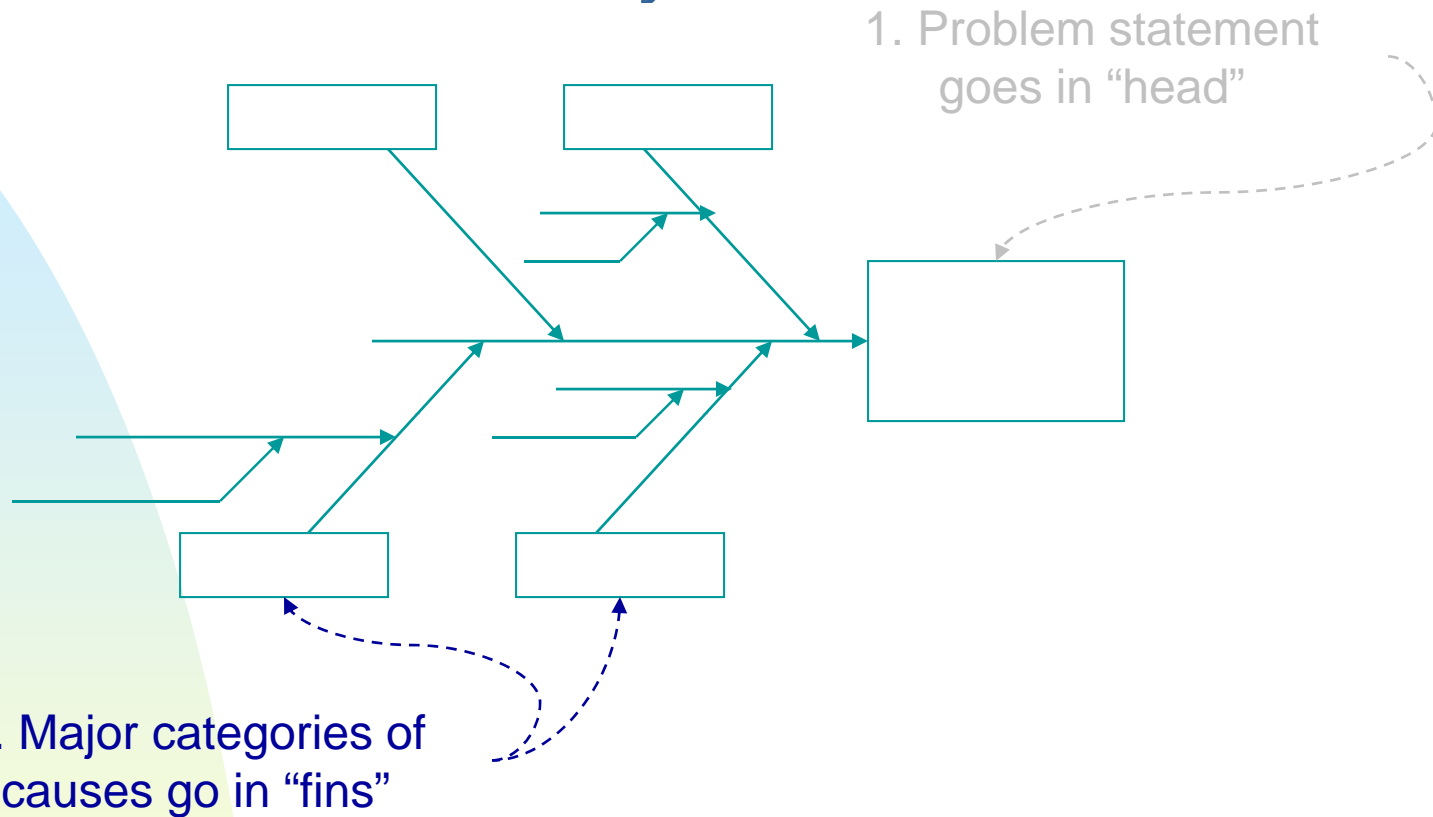 1. Problem statement
goes in “head”
. Major categories of
causes go in “fins”